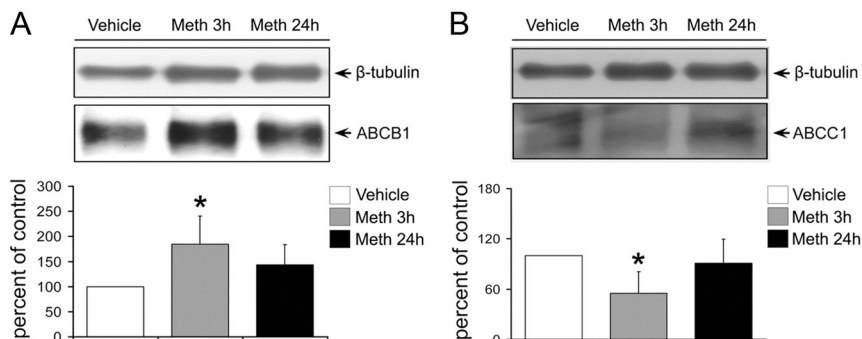 A
Vehicle Meth 3h Meth 24h
β-tubulin
ABCB1
percent of control
300
250
200
150
100
50
0
*
Vehicle
Meth 3h
Meth 24h
B
Vehicle Meth 3h Meth 24h
β-tubulin
ABCC1
percent of control
180
120
60
0
*
Vehicle
Meth 3h
Meth 24h